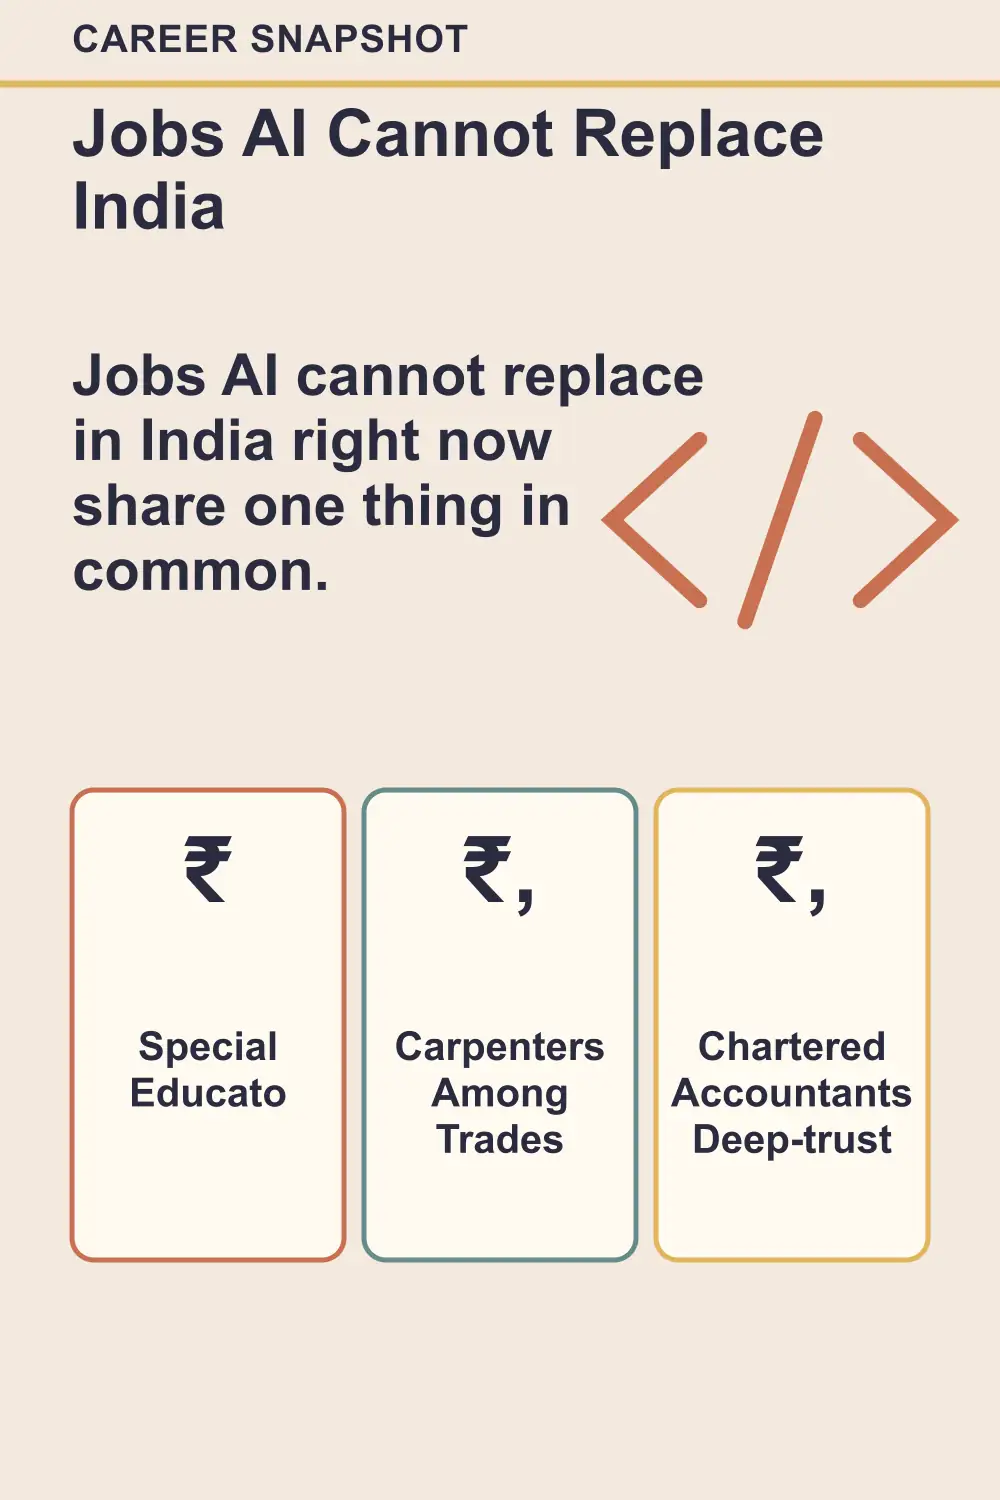 CAREER SNAPSHOT
Jobs AI Cannot Replace
India
Jobs AI cannot replace
in India right now
share one thing in
common.
</>
₹
Special
Educato
₹,
Carpenters
Among
Trades
₹,
Chartered
Accountants
Deep-trust